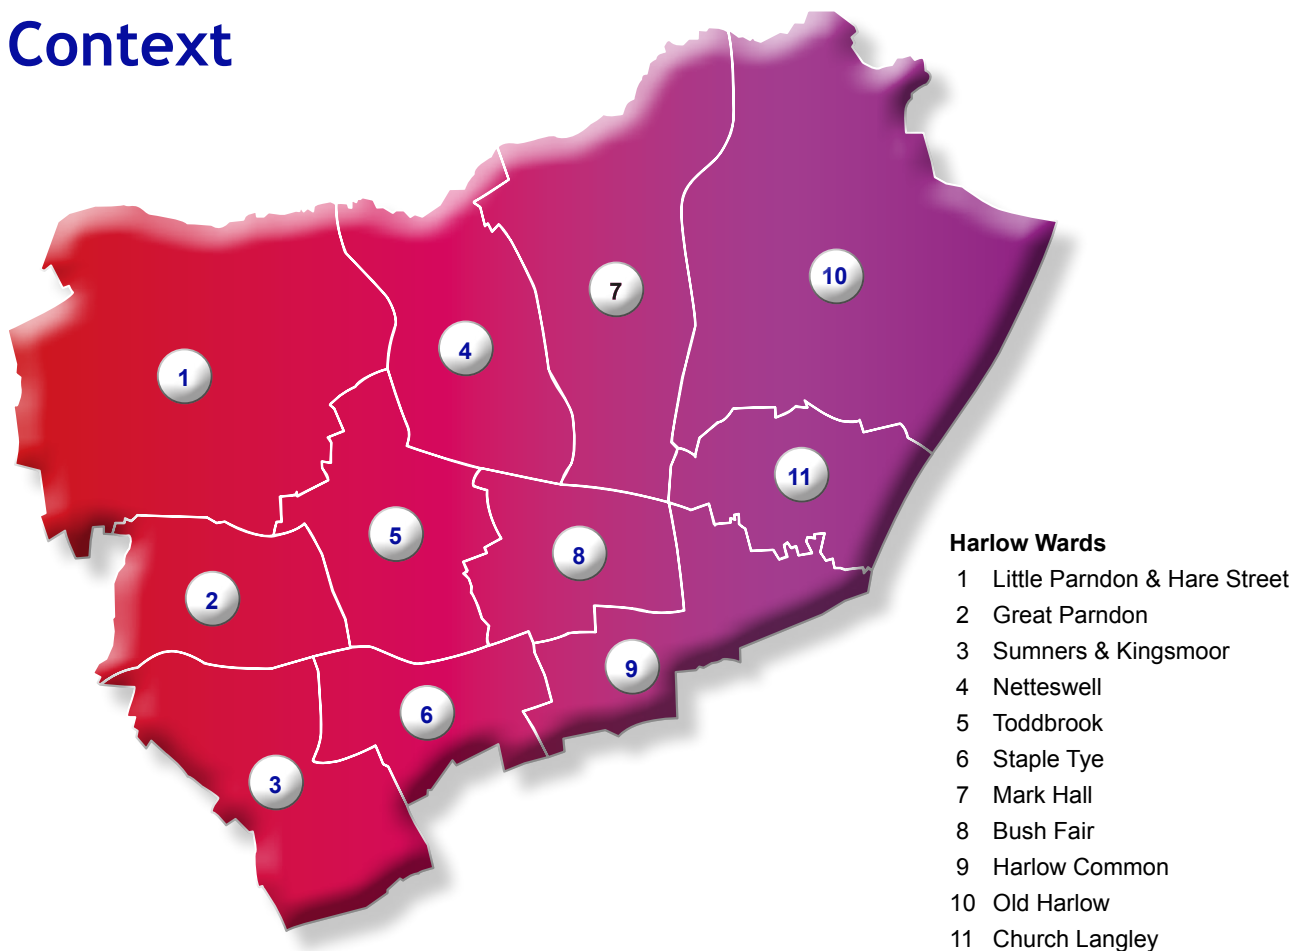 Context
10
7
4
1
11
5
8
2
9
6
3
Harlow Wards
1 Little Parndon & Hare Street
2 Great Parndon
3 Sumners & Kingsmoor
4 Netteswell
5 Toddbrook
6 Staple Tye
7 Mark Hall
8 Bush Fair
9 Harlow Common
10 Old Harlow
11 Church Langley